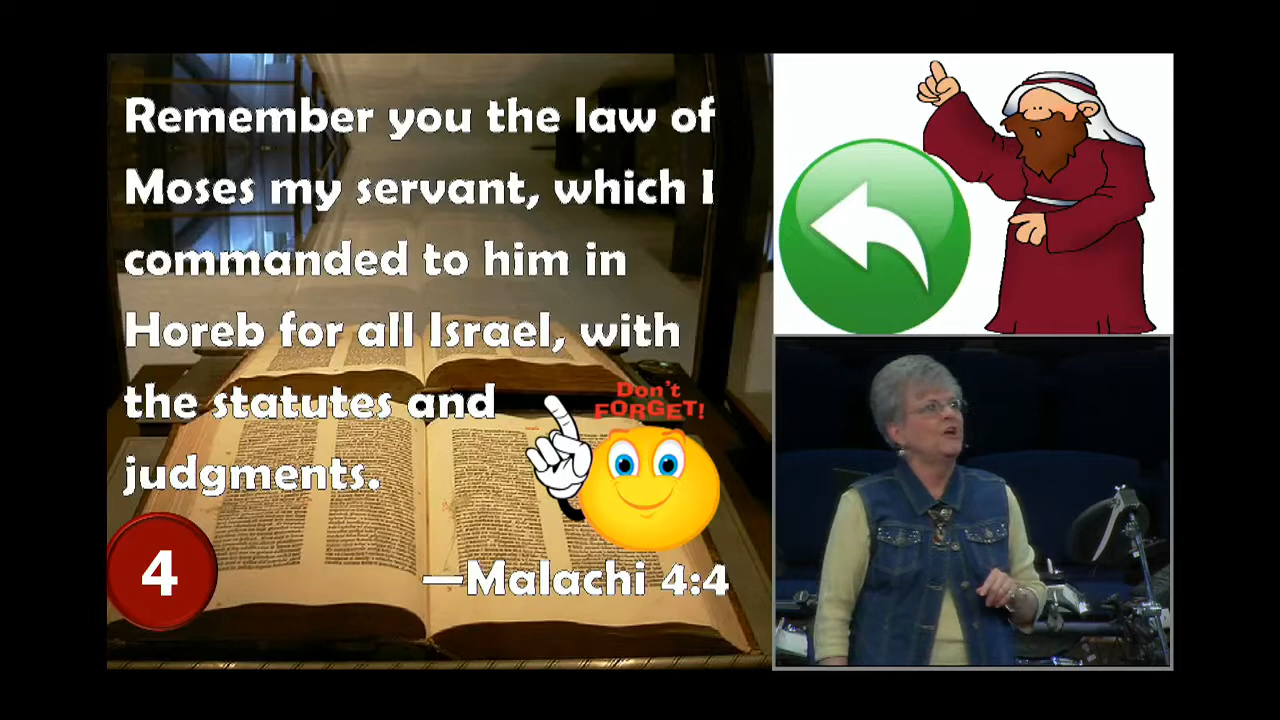 Remember you the law of
Moses my servant, which I
commanded to him in
Horeb for all Israel, with
the statutes and
judgments.
Don't
FORGET!
4
—Malachi 4:4